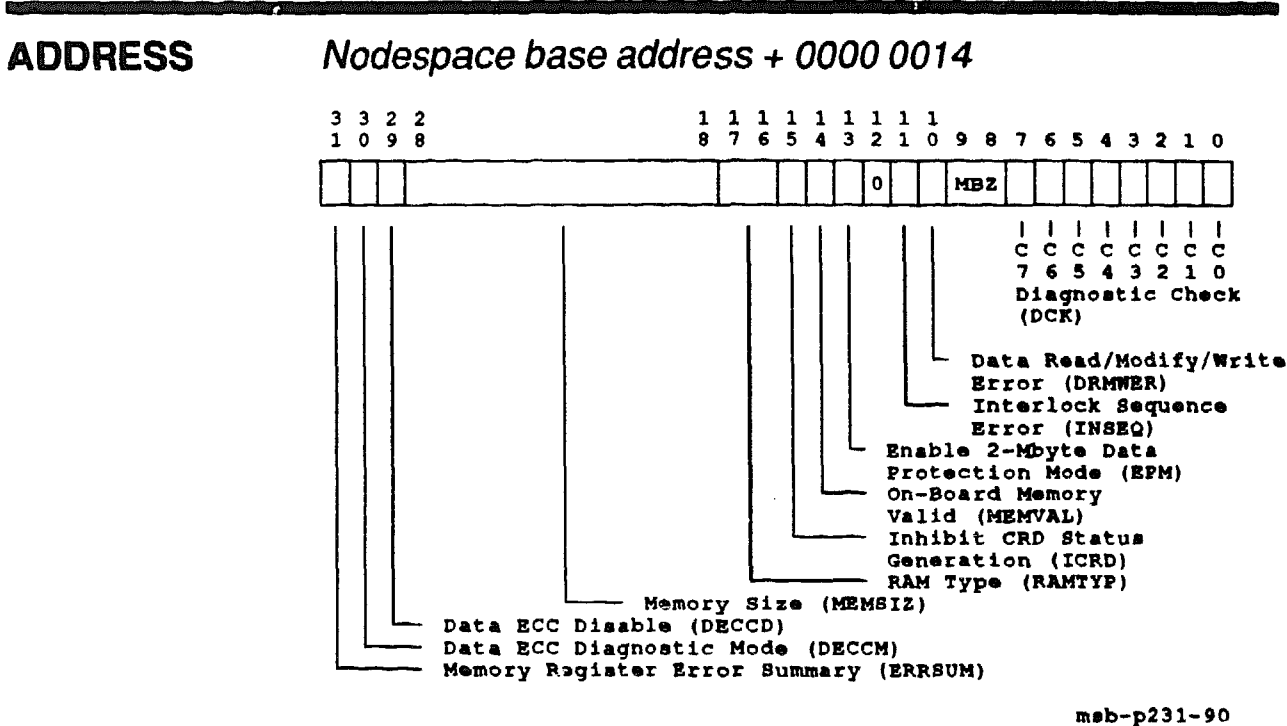 ADDRESS Nodespace base address + 0000 0014
3 3 2 2 1 1 1 1 1 1 1 1 1
1 0 9 8 8 7 6 5 4 3 2 1 0 9 8 7 6 5 4 3 2 1 0
0 MBZ
C C C C C C C C
7 6 5 4 3 2 1 0
Diagnostic Check
(DCK)
Data Read/Modify/Write
Error (DRMWER)
Interlock Sequence
Error (INSEQ)
Enable 2-Mbyte Data
Protection Mode (EPM)
On-Board Memory
Valid (MEMVAL)
Inhibit CRD Status
Generation (ICRD)
RAM Type (RAMTYP)
Memory Size (MEMSIZ)
Data ECC Disable (DECCD)
Data ECC Diagnostic Mode (DECCM)
Memory Register Error Summary (ERRSUM)
msb-p231-90